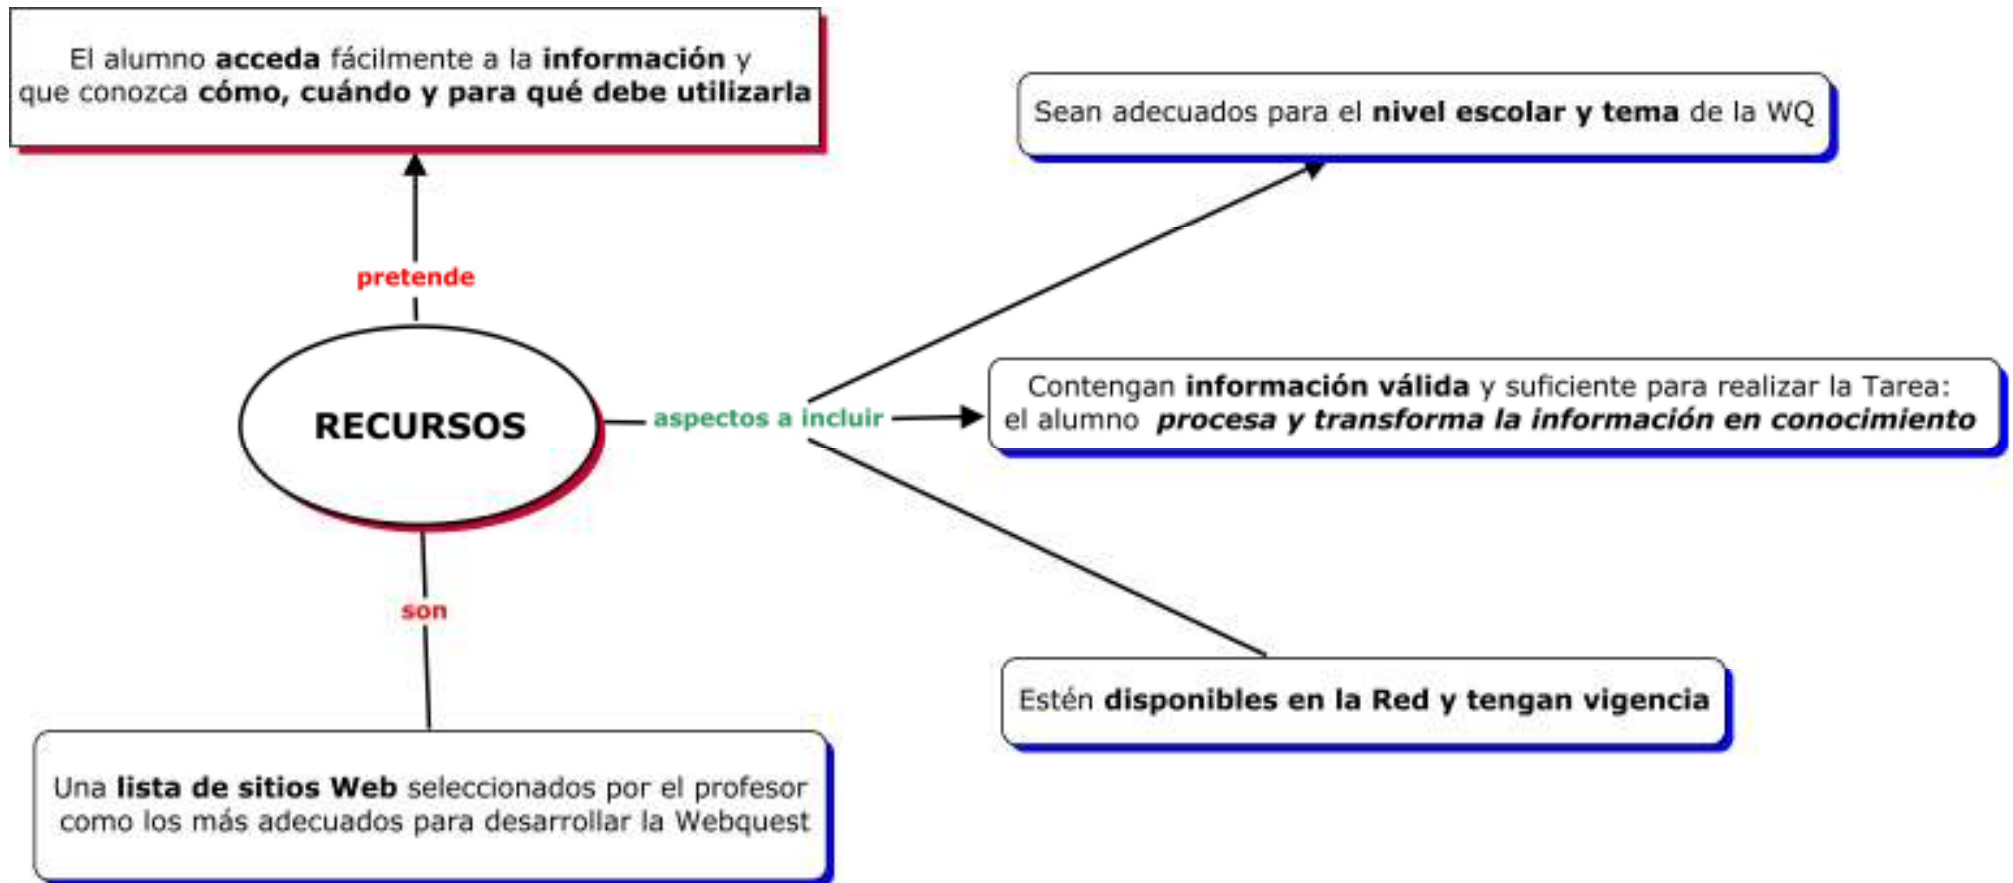 El alumno acceda fácilmente a la información y
que conozca cómo, cuándo y para qué debe utilizarla
Sean adecuados para el nivel escolar y tema de la WQ
pretende
RECURSOS
aspectos a incluir
Contengan información válida y suficiente para realizar la Tarea:
el alumno procesa y transforma la información en conocimiento
son
Estén disponibles en la Red y tengan vigencia
Una lista de sitios Web seleccionados por el profesor
como los más adecuados para desarrollar la Webquest